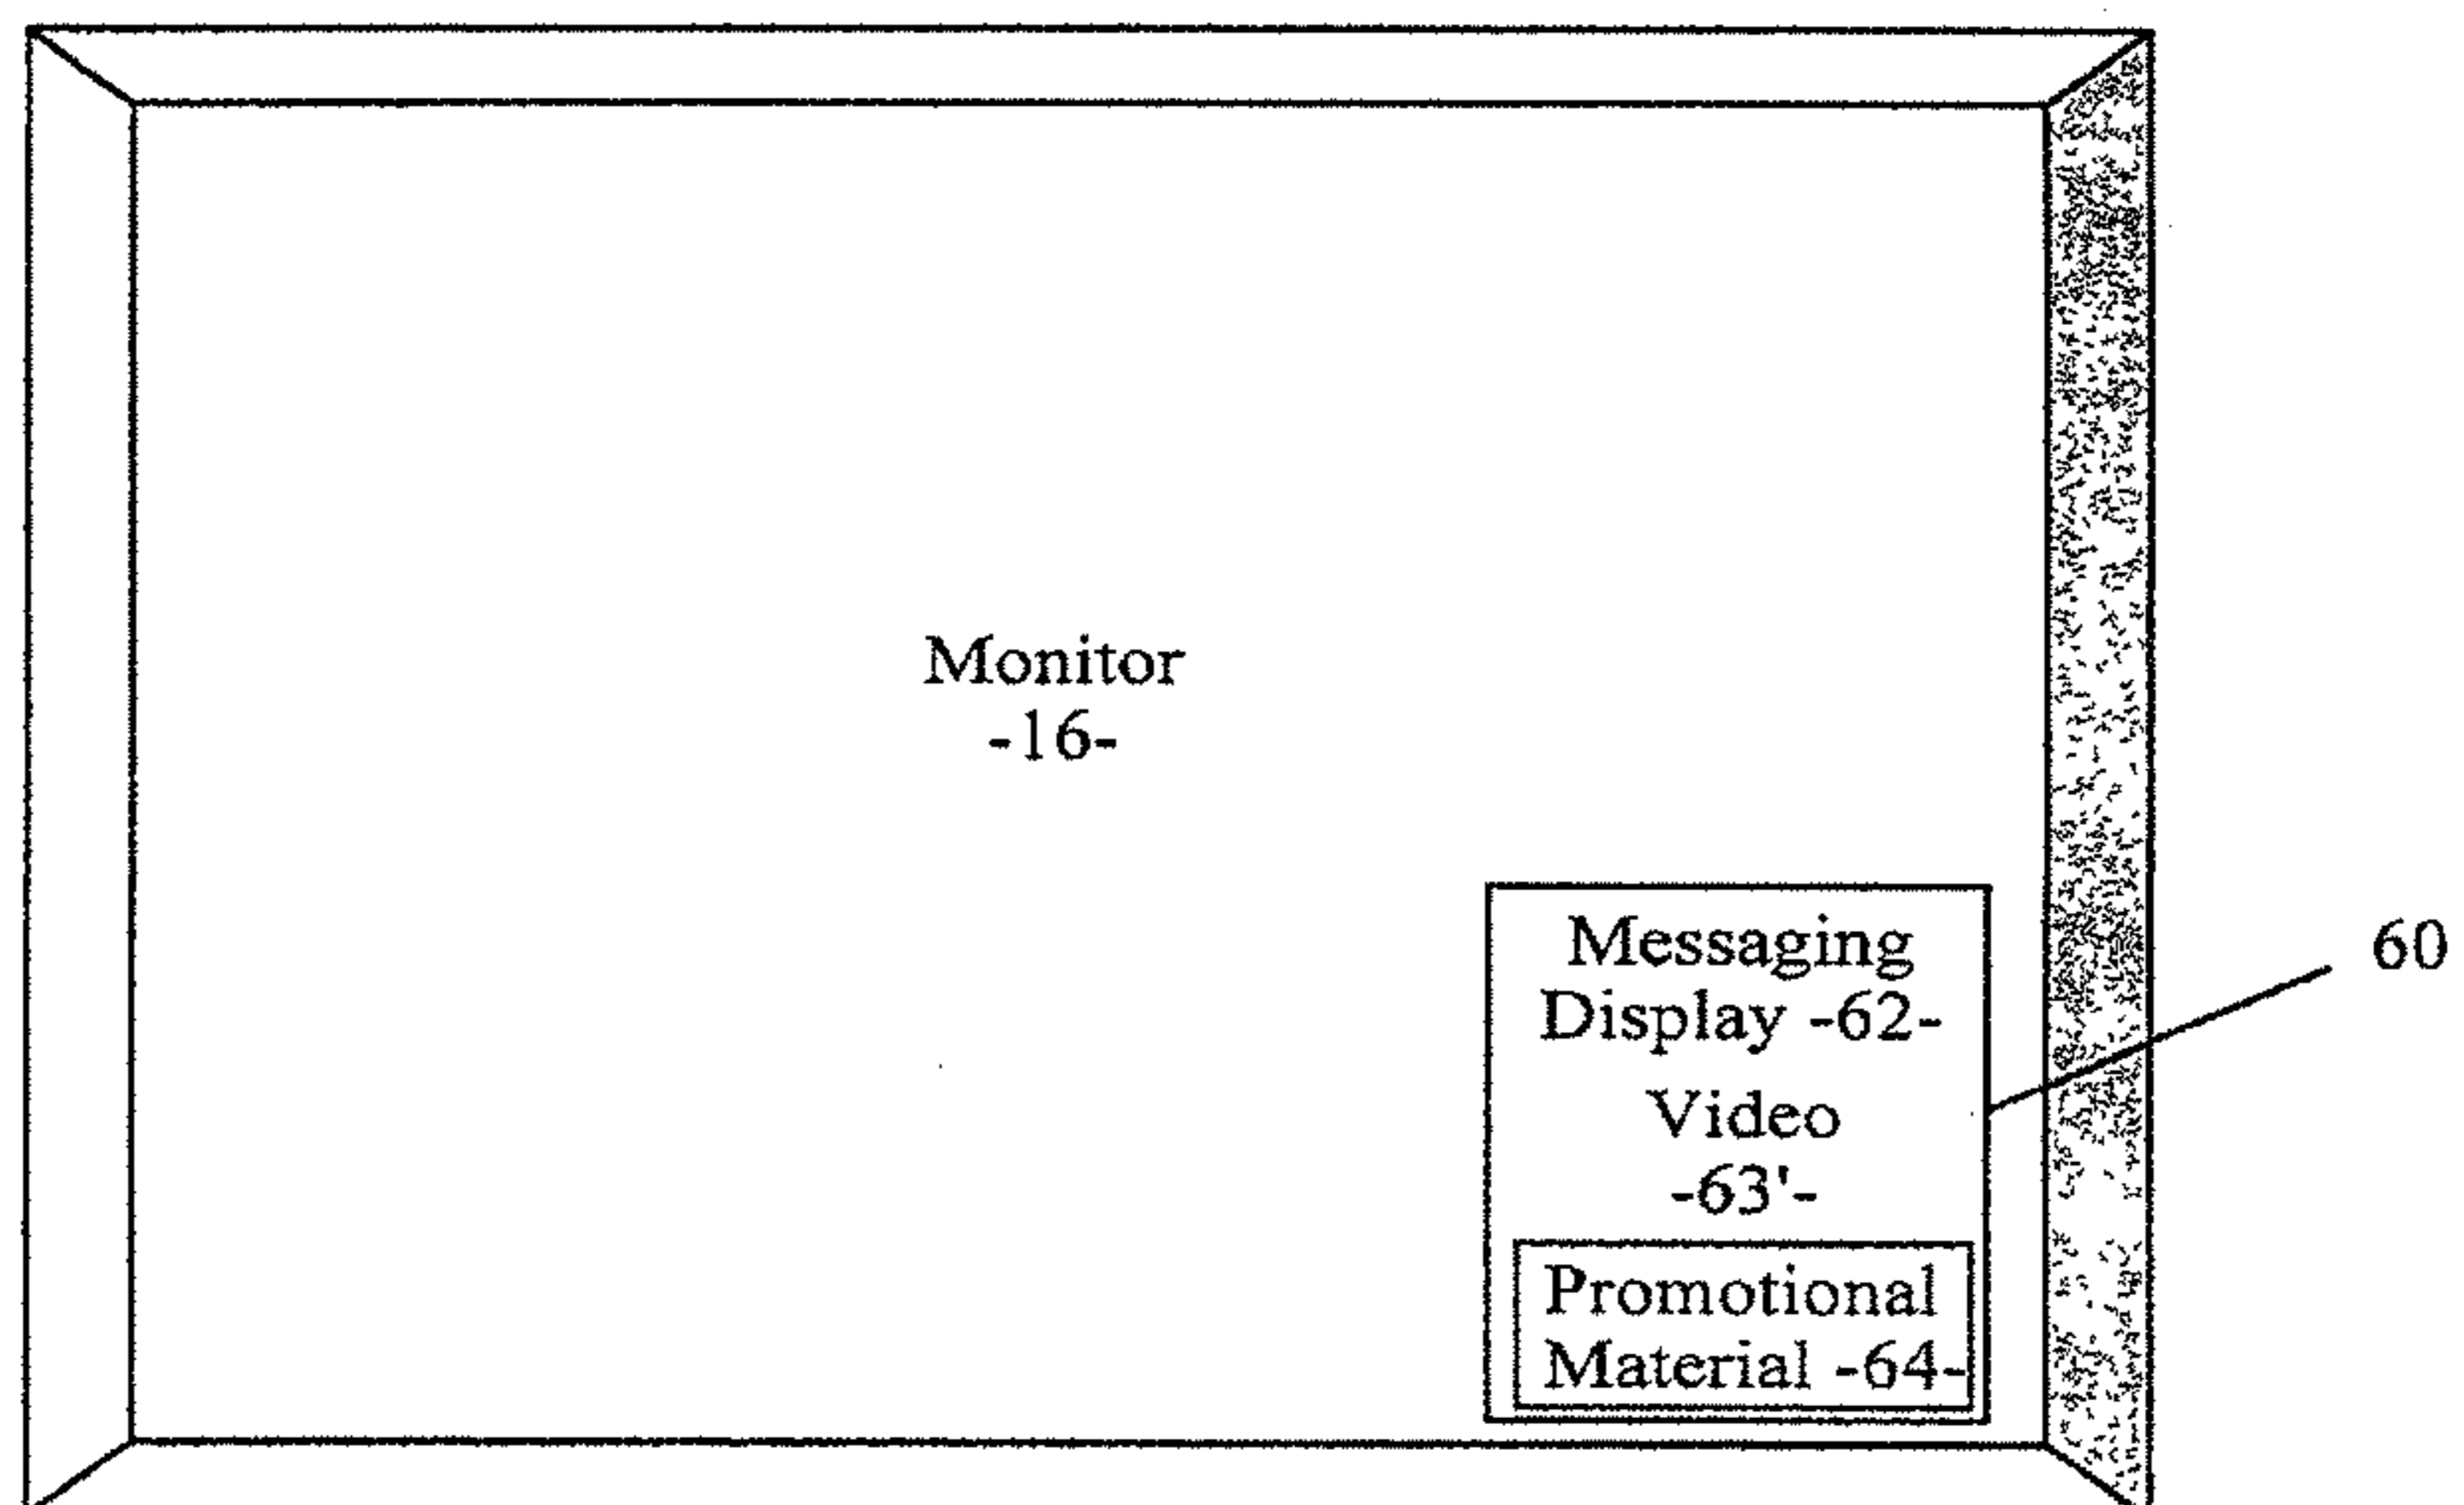 Monitor
-16-
Messaging
Display -62-
60
Video
-63'-
Promotional
Material -64-